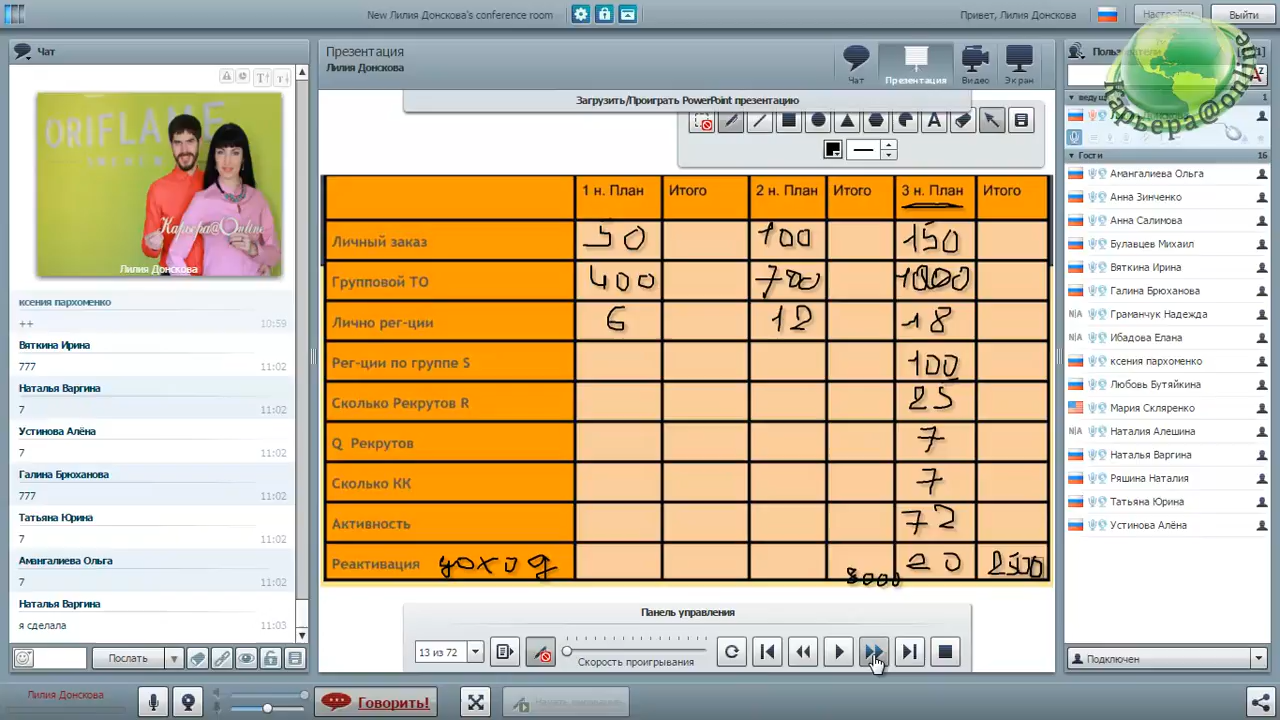 New Лилия Донскова's conference room
Привет, Лилия Донскова
Настройки
Выйти
Чат
ORIFLAME
Карьера@Online
Лилия Донскова
ксения пархоменко
++ 10:59
Вяткина Ирина
777 11:02
Наталья Варгина
7 11:02
Устинова Алёна
7 11:02
Галина Брюханова
777 11:02
Татьяна Юрина
7 11:02
Амангалиева Ольга
7 11:02
Наталья Варгина
я сделала 11:03
Послать
Презентация
Лилия Донскова
Чат
Презентация
Видео
Экран
Загрузить/Проиграть PowerPoint презентацию
1 н. План Итого 2 н. План Итого 3 н. План Итого
Личный заказ 50 100 150
Групповой ТО 400 700 1000
Лично рег-ции 6 12 18
Рег-ции по группе S 100
Сколько Рекрутов R 25
Q Рекрутов 7
Сколько КК 7
Активность 72
Реактивация 20 2500
3000
Панель управления
13 из 72
Скорость проигрывания
Карьера@online
Гости 16
Амангалиева Ольга
Анна Зинченко
Анна Салимова
Булавцев Михаил
Вяткина Ирина
Галина Брюханова
N/A Граманчук Надежда
N/A Ибадова Елана
ксения пархоменко
Любовь Бутяйкина
Мария Скляренко
N/A Наталия Алешина
Наталья Варгина
Ряшина Наталия
Татьяна Юрина
Устинова Алёна
Подключен
Лилия Донскова
Говорить!